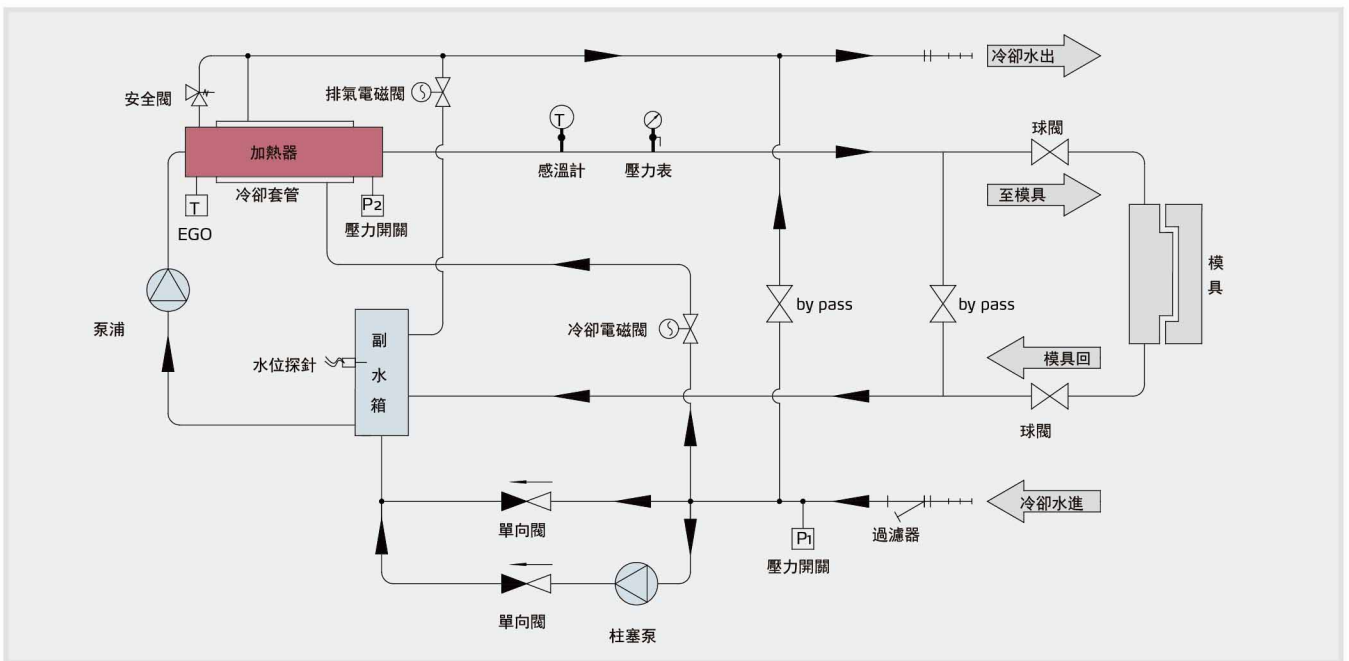 冷卻水出
安全閥
排氣電磁閥
T
球閥
加熱器
感溫計
壓力表
冷卻套管
至模具
T
P2
EGO
壓力開關
模
具
by pass
by pass
泵浦
冷卻電磁閥
副
水
箱
水位探針
模具回
球閥
單向閥
冷卻水進
P1
過濾器
壓力開關
單向閥
柱塞泵